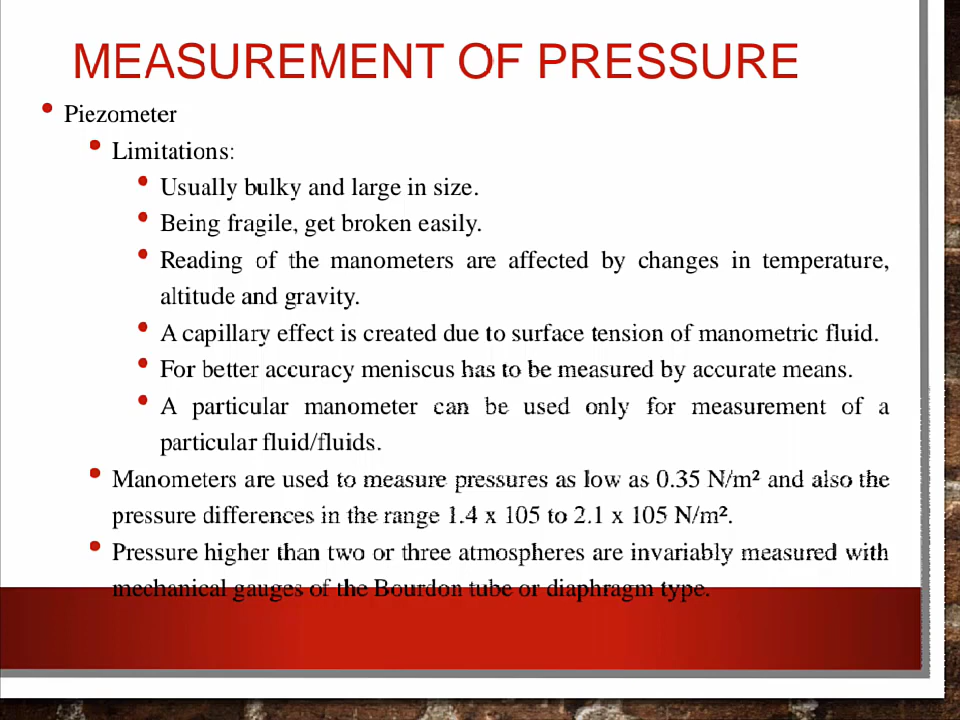 MEASUREMENT OF PRESSURE
• Piezometer
• Limitations:
• Usually bulky and large in size.
• Being fragile, get broken easily.
• Reading of the manometers are affected by changes in temperature,
altitude and gravity.
• A capillary effect is created due to surface tension of manometric fluid.
• For better accuracy meniscus has to be measured by accurate means.
• A particular manometer can be used only for measurement of a
particular fluid/fluids.
• Manometers are used to measure pressures as low as 0.35 N/m² and also the
pressure differences in the range 1.4 x 105 to 2.1 x 105 N/m².
• Pressure higher than two or three atmospheres are invariably measured with
mechanical gauges of the Bourdon tube or diaphragm type.